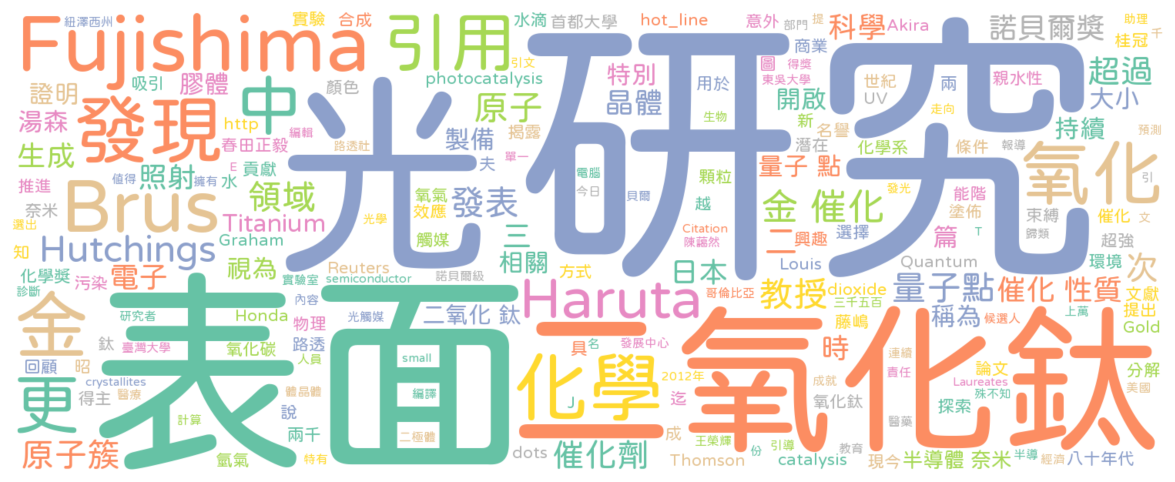 紐澤西州
Fujishima
實驗
合成
引用
水滴
首都大學
hot_line
意外
部門
提
科學
Akira
諾貝爾獎
助理
桂冠
千
研究
光
表面
二氧化鈦
吸引
膠體
顏色
photocatalysis
引文
特別
圖
得獎
商業
證明
發現
中
原子
晶體
用於
東吳大學
開啟
世紀
UV
兩
親水性
超過
大小
湯森
http
編輯
揭露
製備
生物
新
名譽
走向
持續
預測
生成
春田正毅
路透社
夫
單一
潛在
化學系
條件
報導
氧化
推進
值得
照射
E
擁有
貢獻
水
領域
氧氣
效應
發表
電腦
今日
顆粒
量子 點
發光
能階
引
奈米
Brus
Titanium
光學
觸媒
三
貝爾
越
金 催化
塗佈
束縛
催化
文
選出
知
Hutchings
Graham
相關
Citation
陳藹然
二
興趣
選擇
篇
T
歸類
超強
化學獎
診斷
污染
電子
視為
實驗室
Reuters
semiconductor
諾貝爾級
方式
日本
哥倫比亞
教授
Louis
dioxide
Quantum
量子點
催化 性質
環境
次
文獻
金
研究者
Honda
內容
物理
光觸媒
二氧化 鈦
Haruta
三千五百
藤嶋
稱為
候選人
上萬
提出
Gold
鈦
臺灣大學
氧化碳
路透
人員
具
名
發展中心
時
連續
責任
論文
分解
回顧
昭
crystallites
體晶體
small
化學
2012年
成就
Laureates
美國
更
得主
醫療
說
編譯
J
迄
氧化鈦
殊不知
探索
計算
兩千
二極體
成
王榮輝
份
引導
教育
醫藥
經濟
原子簇
氫氣
特有
dots
催化劑
Thomson
catalysis
現今
半導體 奈米
半導
八十年代